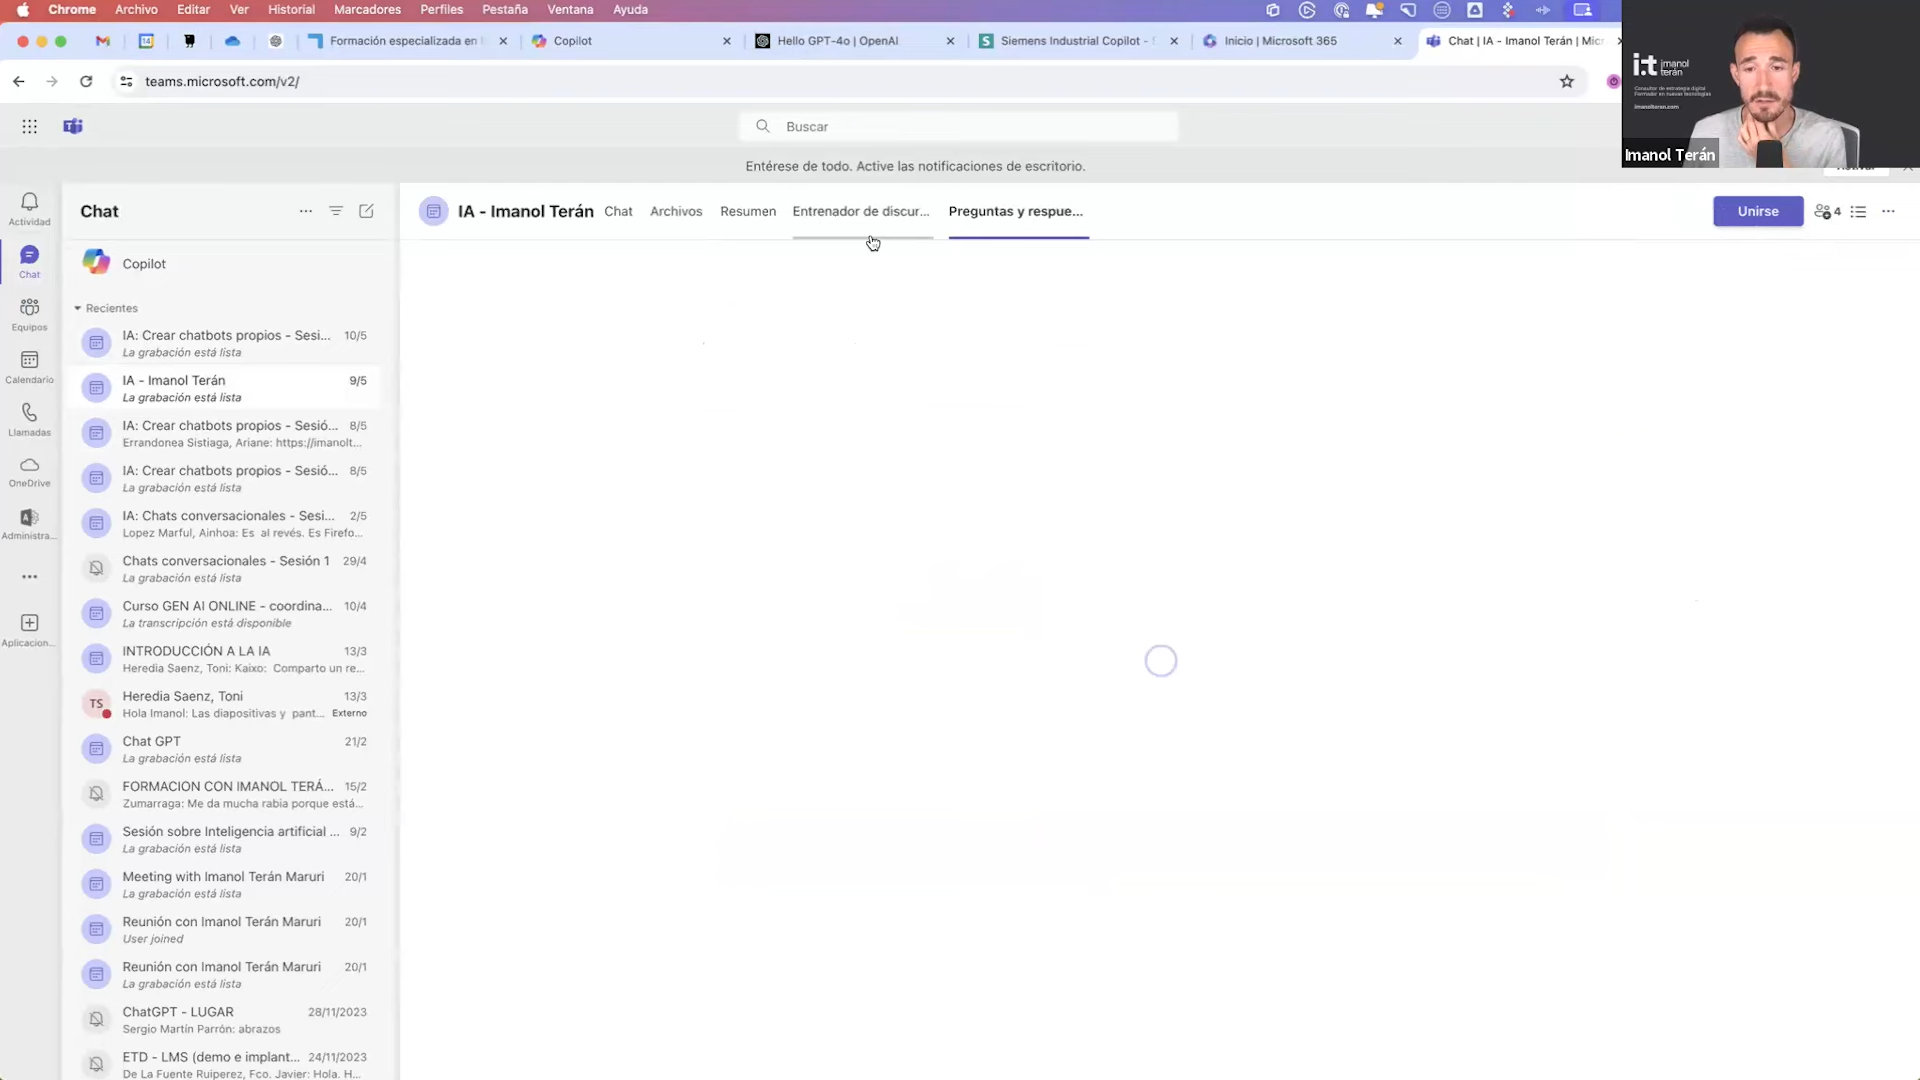 Chrome Archivo Editar Ver Historial Marcadores Perfiles Pestaña Ventana Ayuda
Formación especializada en
Copilot
Hello GPT-4o | OpenAI
Siemens Industrial Copilot -
Inicio | Microsoft 365
Chat | IA - Imanol Terán | Micr
teams.microsoft.com/v2/
Buscar
Entérese de todo. Active las notificaciones de escritorio.
i.t imanol terán
Consultor de estrategia digital
Formador en nuevas tecnologías
imanolteran.com
Imanol Terán
Actividad
Chat
Equipos
Calendario
Llamadas
OneDrive
Administra...
Aplicacion...
Chat
Copilot
Recientes
IA: Crear chatbots propios - Sesi... 10/5
La grabación está lista
IA - Imanol Terán 9/5
La grabación está lista
IA: Crear chatbots propios - Sesió... 8/5
Errandonea Sistiaga, Ariane: https://imanolt...
IA: Crear chatbots propios - Sesió... 8/5
La grabación está lista
IA: Chats conversacionales - Sesi... 2/5
Lopez Marful, Ainhoa: Es al revés. Es Firefo...
Chats conversacionales - Sesión 1 29/4
La grabación está lista
Curso GEN AI ONLINE - coordina... 10/4
La transcripción está disponible
INTRODUCCIÓN A LA IA 13/3
Heredia Saenz, Toni: Kaixo: Comparto un re...
TS
Heredia Saenz, Toni 13/3
Hola Imanol: Las diapositivas y pant... Externo
Chat GPT 21/2
La grabación está lista
FORMACION CON IMANOL TERÁ... 15/2
Zumarraga: Me da mucha rabia porque está...
Sesión sobre Inteligencia artificial ... 9/2
La grabación está lista
Meeting with Imanol Terán Maruri 20/1
La grabación está lista
Reunión con Imanol Terán Maruri 20/1
User joined
Reunión con Imanol Terán Maruri 20/1
La grabación está lista
ChatGPT - LUGAR 28/11/2023
Sergio Martín Parrón: abrazos
ETD - LMS (demo e implant... 24/11/2023
De La Fuente Ruiperez, Fco. Javier: Hola. H...
IA - Imanol Terán Chat Archivos Resumen Entrenador de discur... Preguntas y respue...
Unirse
4